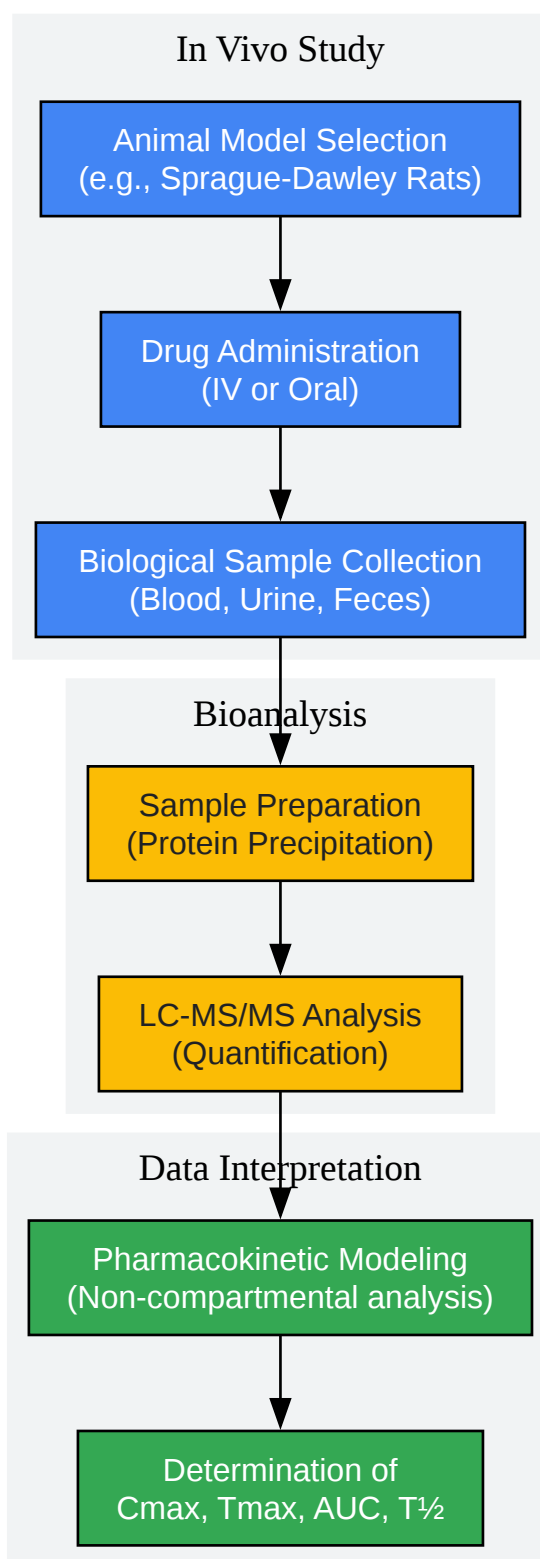 In Vivo Study
Animal Model Selection
(e.g., Sprague-Dawley Rats)
Drug Administration
(IV or Oral)
Biological Sample Collection
(Blood, Urine, Feces)
Bioanalysis
Sample Preparation
(Protein Precipitation)
LC-MS/MS Analysis
(Quantification)
Data Interpretation
Pharmacokinetic Modeling
(Non-compartmental analysis)
Determination of
Cmax, Tmax, AUC, T½